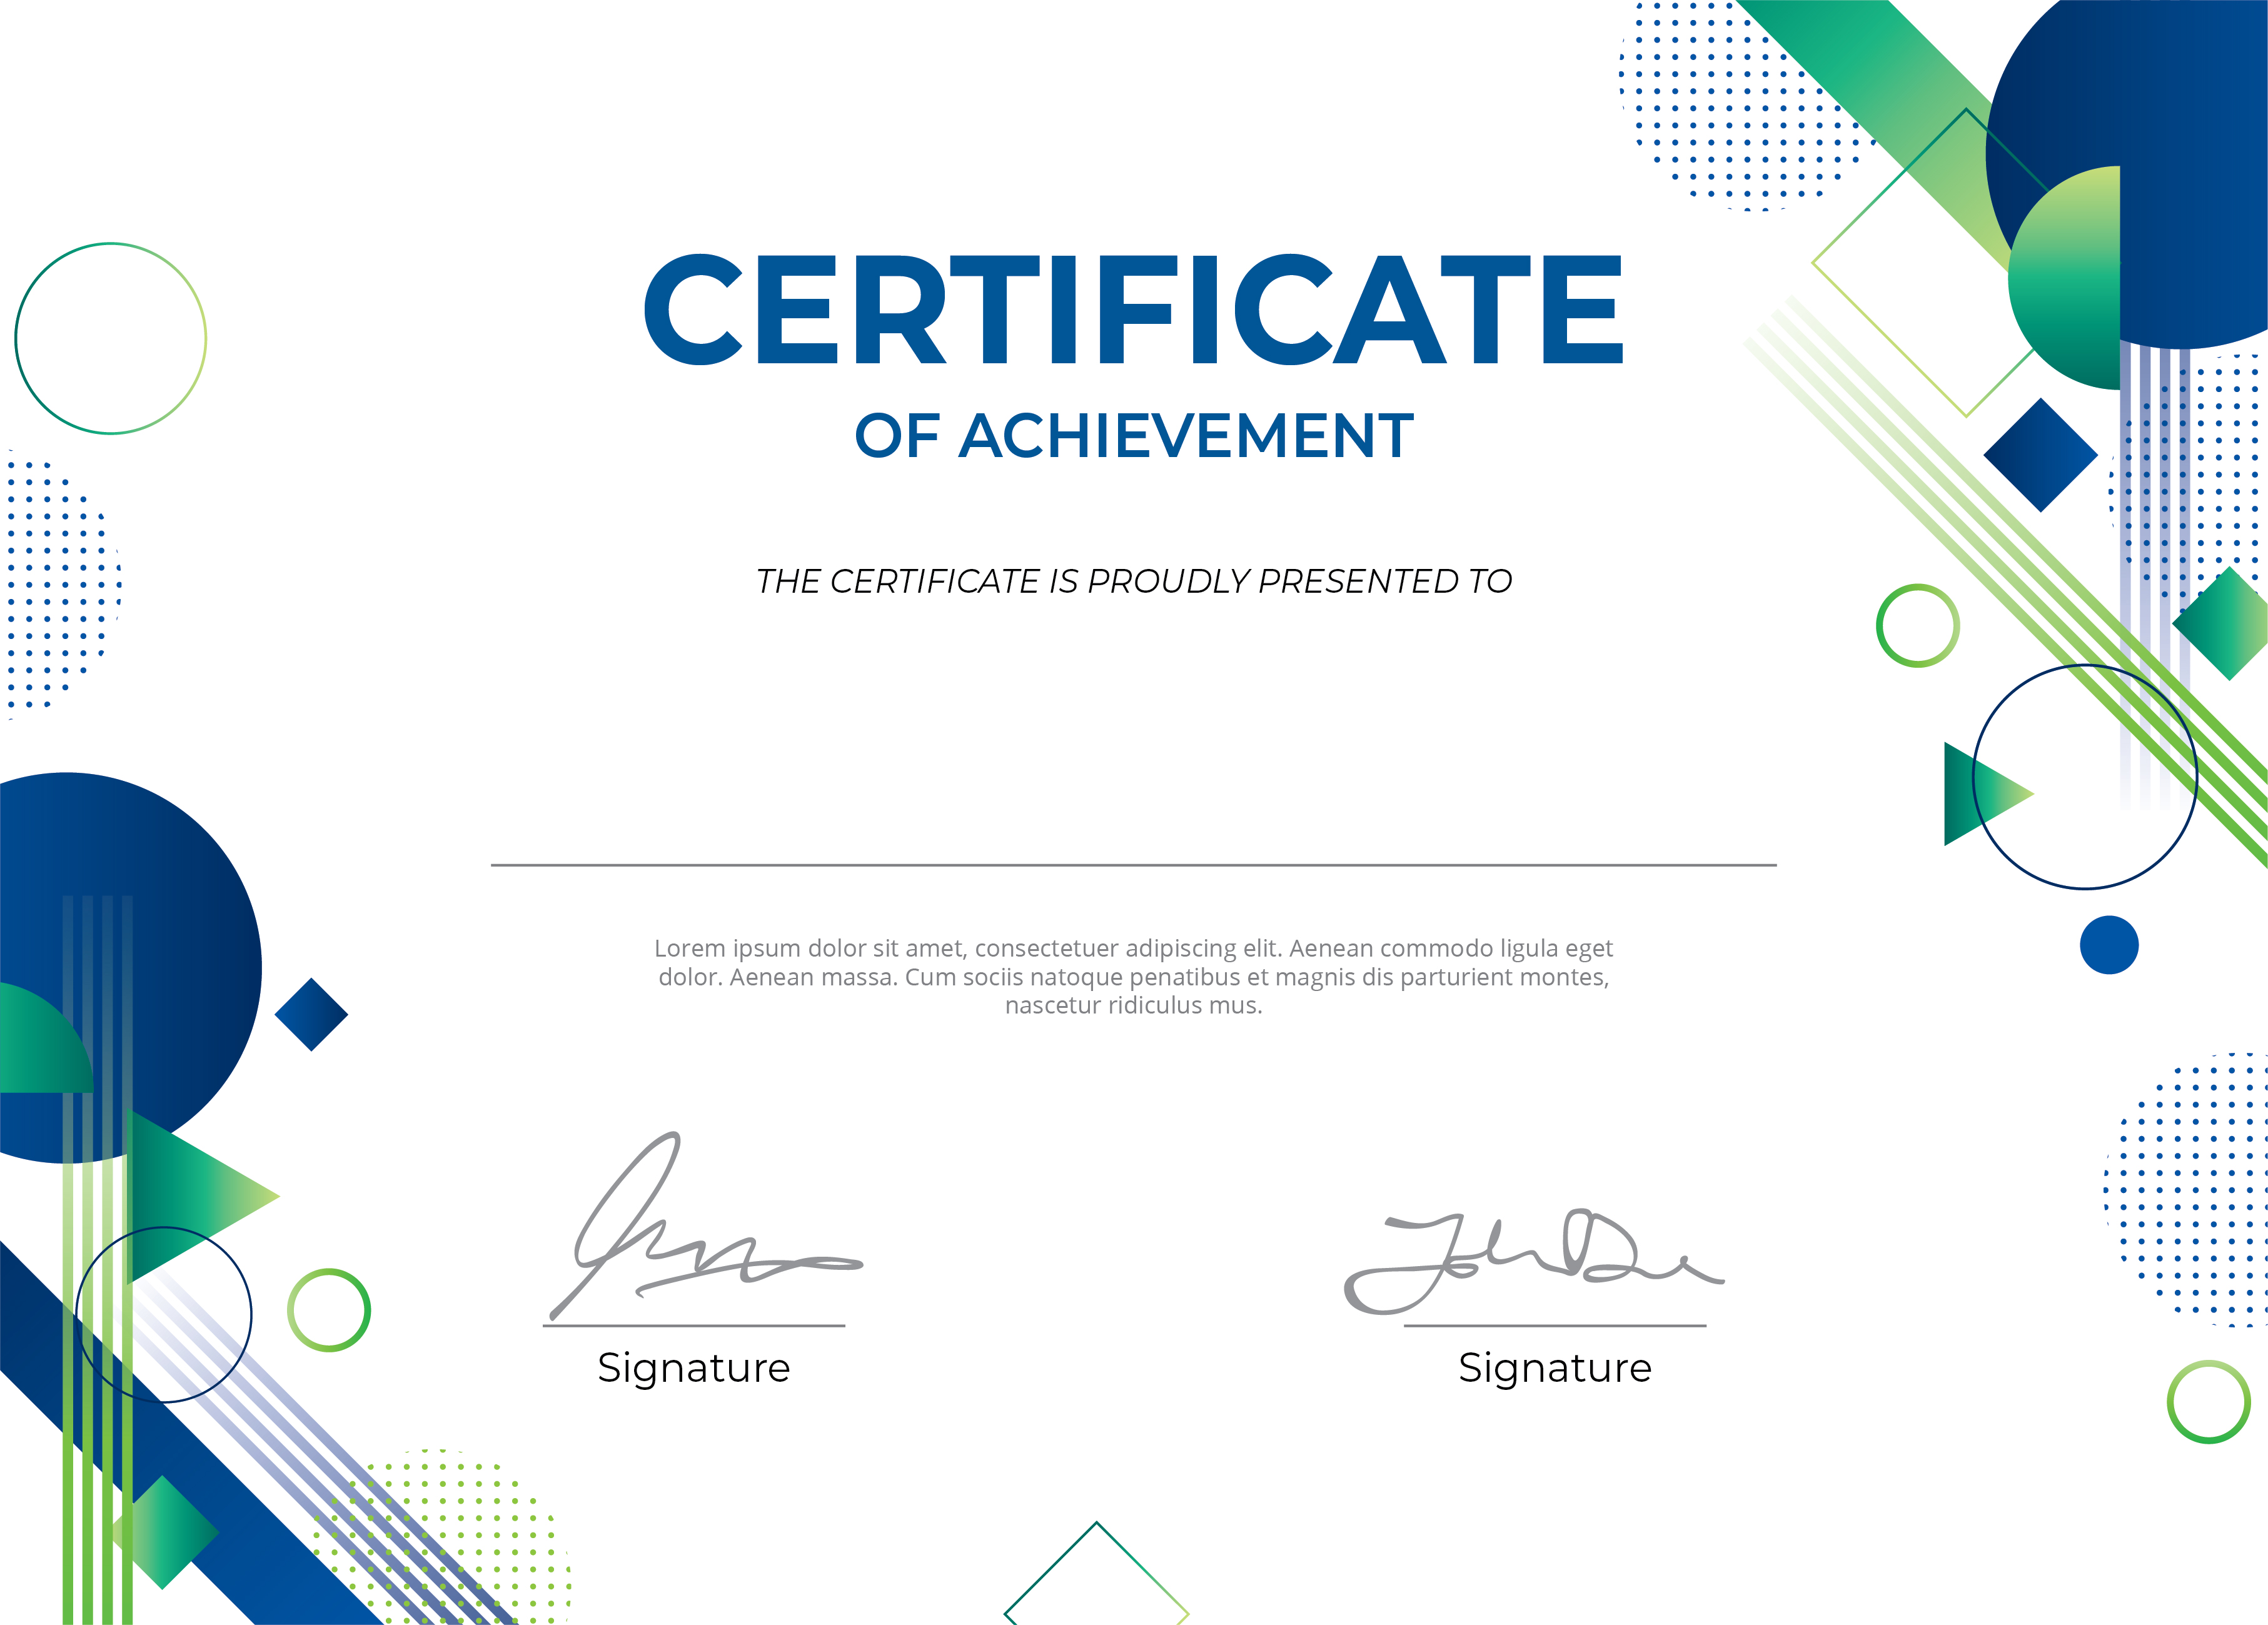 CERTIFICATE
OF ACHIEVEMENT
THE CERTIFICATE IS PROUDLY PRESENTED TO
Lorem ipsum dolor sit amet, consectetuer adipiscing elit. Aenean commodo ligula eget
dolor. Aenean massa. Cum sociis natoque penatibus et magnis dis parturient montes,
nascetur ridiculus mus.
Signature
Signature